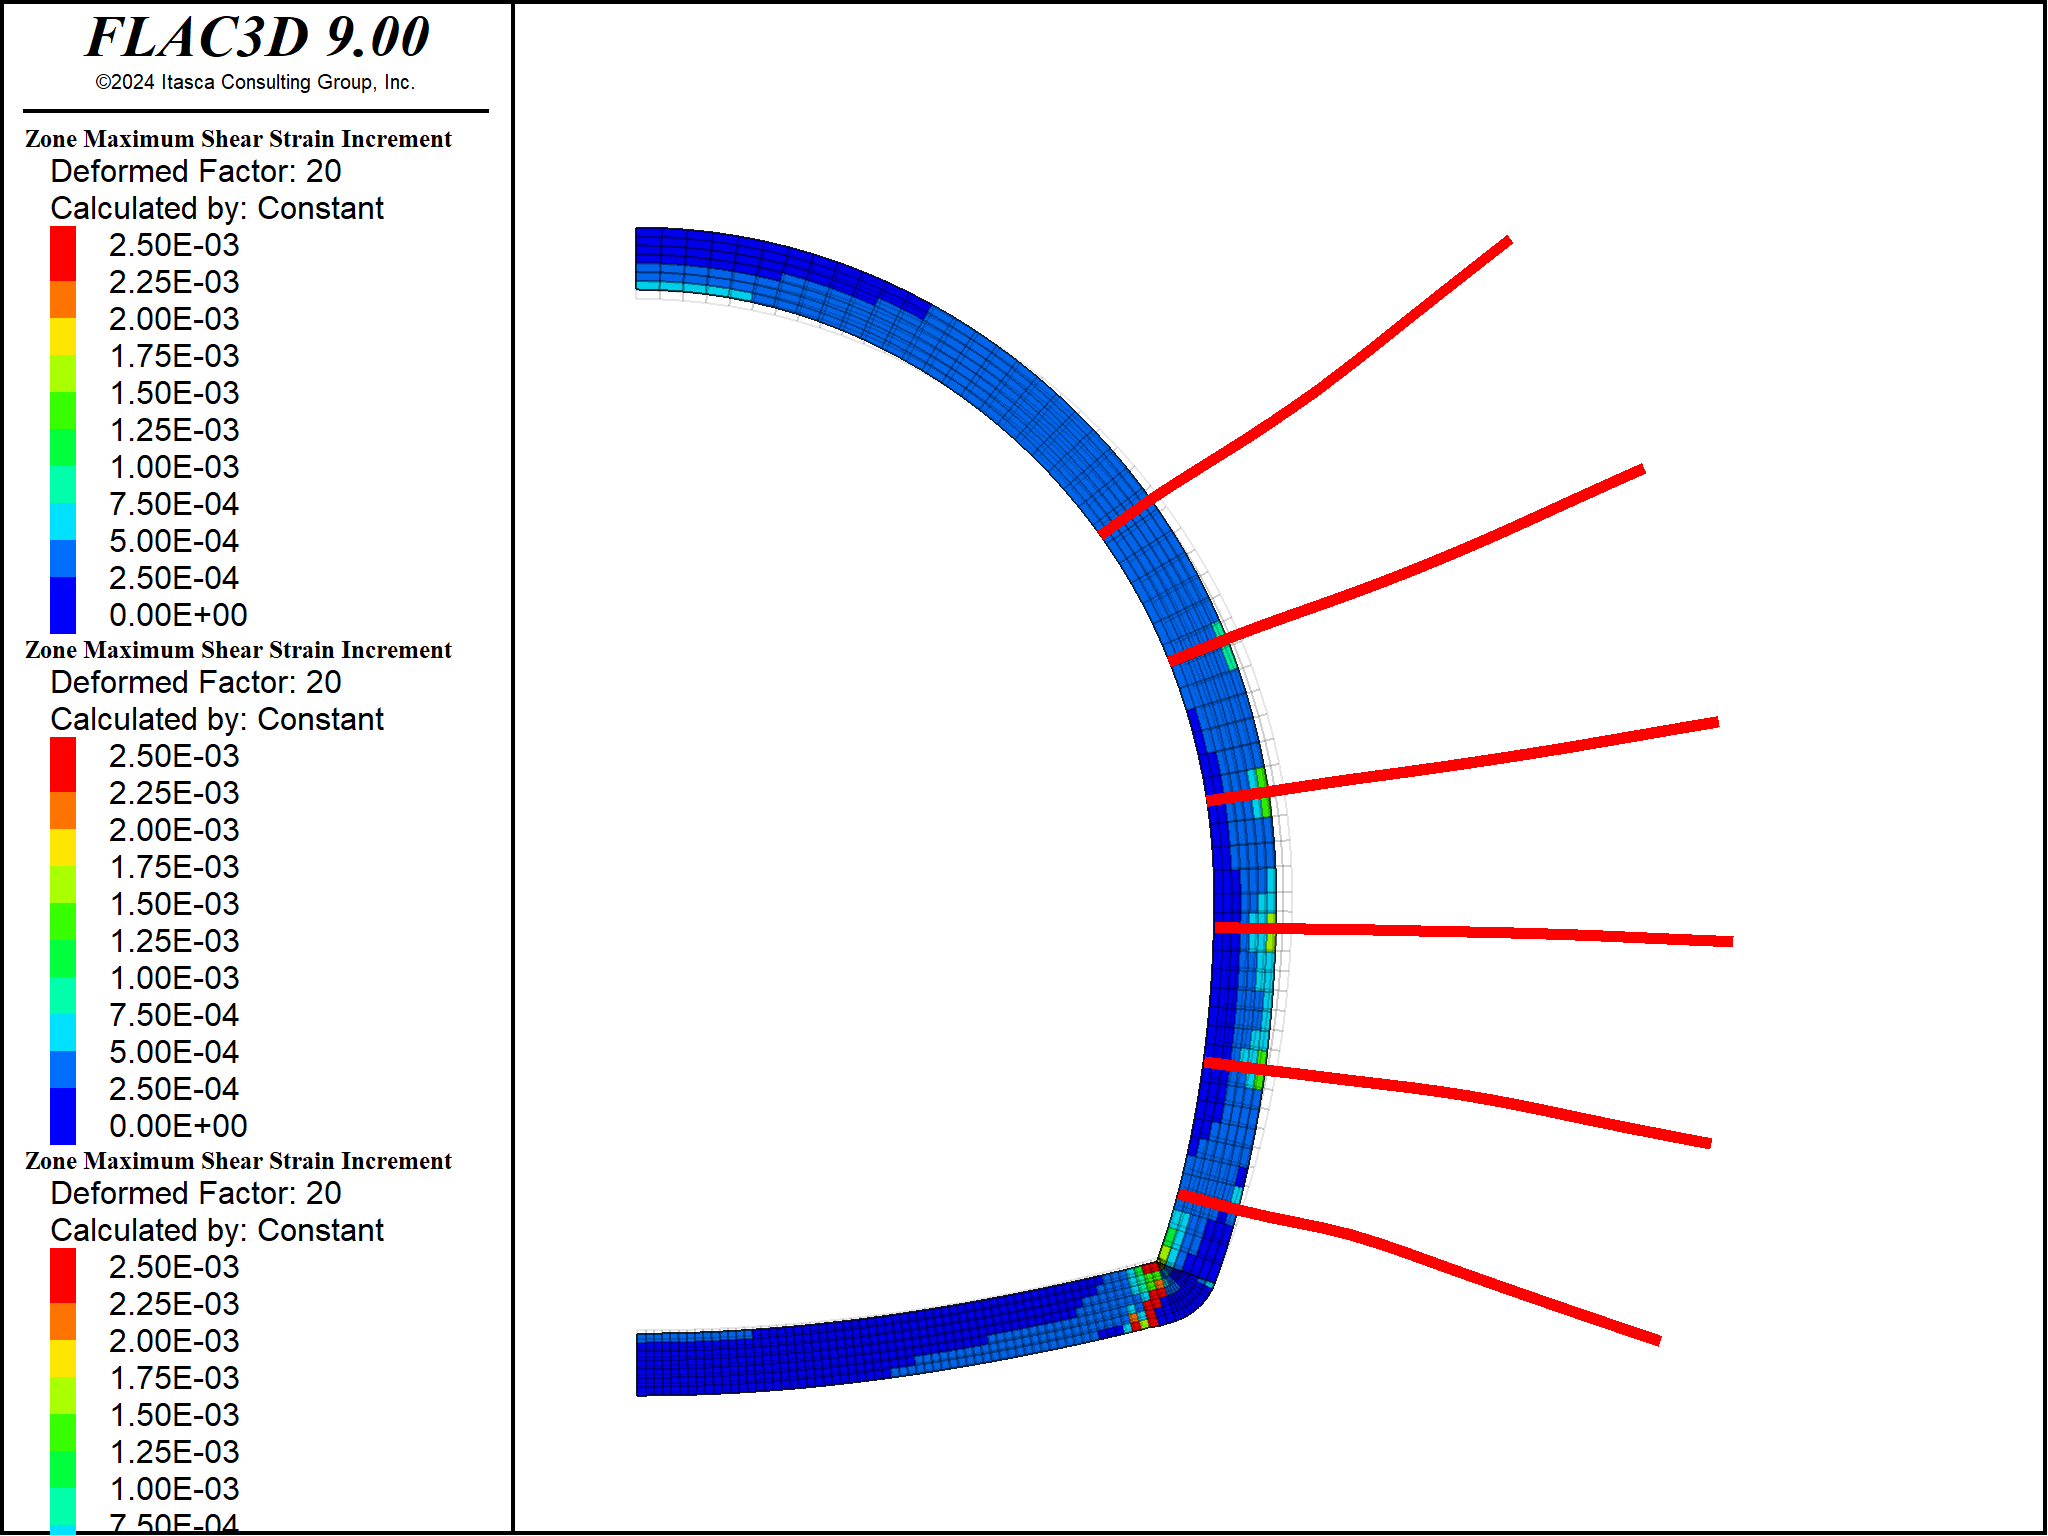 FLAC3D 9.00
©2024 Itasca Consulting Group, Inc.
Zone Maximum Shear Strain Increment
Deformed Factor: 20
Calculated by: Constant
2.50E-03
2.25E-03
2.00E-03
1.75E-03
1.50E-03
1.25E-03
1.00E-03
7.50E-04
5.00E-04
2.50E-04
0.00E+00
Zone Maximum Shear Strain Increment
Deformed Factor: 20
Calculated by: Constant
2.50E-03
2.25E-03
2.00E-03
1.75E-03
1.50E-03
1.25E-03
1.00E-03
7.50E-04
5.00E-04
2.50E-04
0.00E+00
Zone Maximum Shear Strain Increment
Deformed Factor: 20
Calculated by: Constant
2.50E-03
2.25E-03
2.00E-03
1.75E-03
1.50E-03
1.25E-03
1.00E-03
7.50E-04